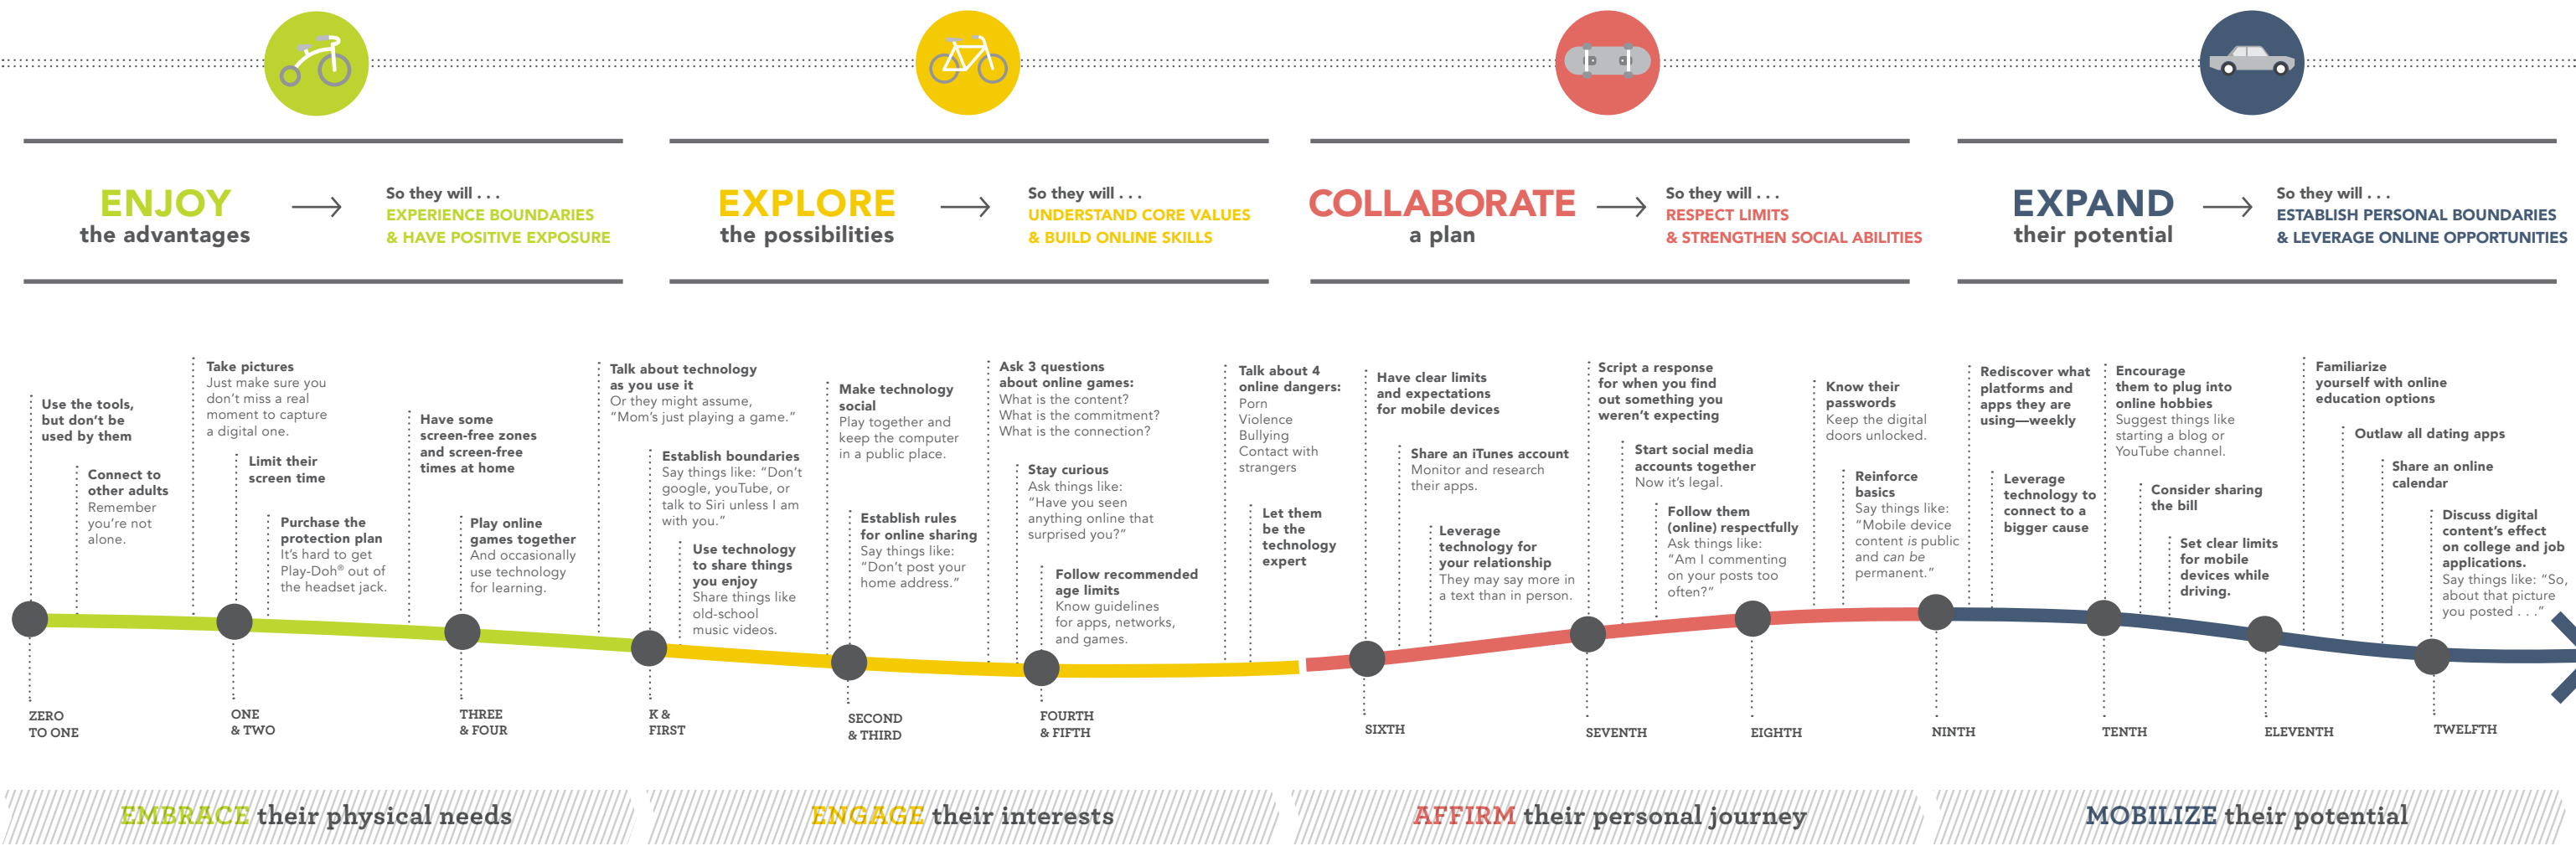 ENJOY
the advantages
So they will . . .
EXPERIENCE BOUNDARIES
& HAVE POSITIVE EXPOSURE
EXPLORE
the possibilities
So they will . . .
UNDERSTAND CORE VALUES
& BUILD ONLINE SKILLS
COLLABORATE
a plan
So they will . . .
RESPECT LIMITS
& STRENGTHEN SOCIAL ABILITIES
EXPAND
their potential
So they will . . .
ESTABLISH PERSONAL BOUNDARIES
& LEVERAGE ONLINE OPPORTUNITIES
Use the tools,
but don't be
used by them
Connect to
other adults
Remember
you're not
alone.
Take pictures
Just make sure you
don't miss a real
moment to capture
a digital one.
Limit their
screen time
Purchase the
protection plan
It's hard to get
Play-Doh® out of
the headset jack.
Have some
screen-free zones
and screen-free
times at home
Play online
games together
And occasionally
use technology
for learning.
Talk about technology
as you use it
Or they might assume,
"Mom's just playing a game."
Establish boundaries
Say things like: "Don't
google, youTube, or
talk to Siri unless I am
with you."
Use technology
to share things
you enjoy
Share things like
old-school
music videos.
Make technology
social
Play together and
keep the computer
in a public place.
Establish rules
for online sharing
Say things like:
"Don't post your
home address."
Ask 3 questions
about online games:
What is the content?
What is the commitment?
What is the connection?
Stay curious
Ask things like:
"Have you seen
anything online that
surprised you?"
Follow recommended
age limits
Know guidelines
for apps, networks,
and games.
Talk about 4
online dangers:
Porn
Violence
Bullying
Contact with
strangers
Let them
be the
technology
expert
Have clear limits
and expectations
for mobile devices
Share an iTunes account
Monitor and research
their apps.
Leverage
technology for
your relationship
They may say more in
a text than in person.
Script a response
for when you find
out something you
weren't expecting
Start social media
accounts together
Now it's legal.
Follow them
(online) respectfully
Ask things like:
"Am I commenting
on your posts too
often?"
Know their
passwords
Keep the digital
doors unlocked.
Reinforce
basics
Say things like:
"Mobile device
content is public
and can be
permanent."
Rediscover what
platforms and
apps they are
using—weekly
Leverage
technology to
connect to a
bigger cause
Encourage
them to plug into
online hobbies
Suggest things like
starting a blog or
YouTube channel.
Consider sharing
the bill
Set clear limits
for mobile
devices while
driving.
Familiarize
yourself with online
education options
Outlaw all dating apps
Share an online
calendar
Discuss digital
content's effect
on college and job
applications.
Say things like: "So,
about that picture
you posted . . ."
ZERO
TO ONE
ONE
& TWO
THREE
& FOUR
K &
FIRST
SECOND
& THIRD
FOURTH
& FIFTH
SIXTH
SEVENTH
EIGHTH
NINTH
TENTH
ELEVENTH
TWELFTH
EMBRACE their physical needs
ENGAGE their interests
AFFIRM their personal journey
MOBILIZE their potential